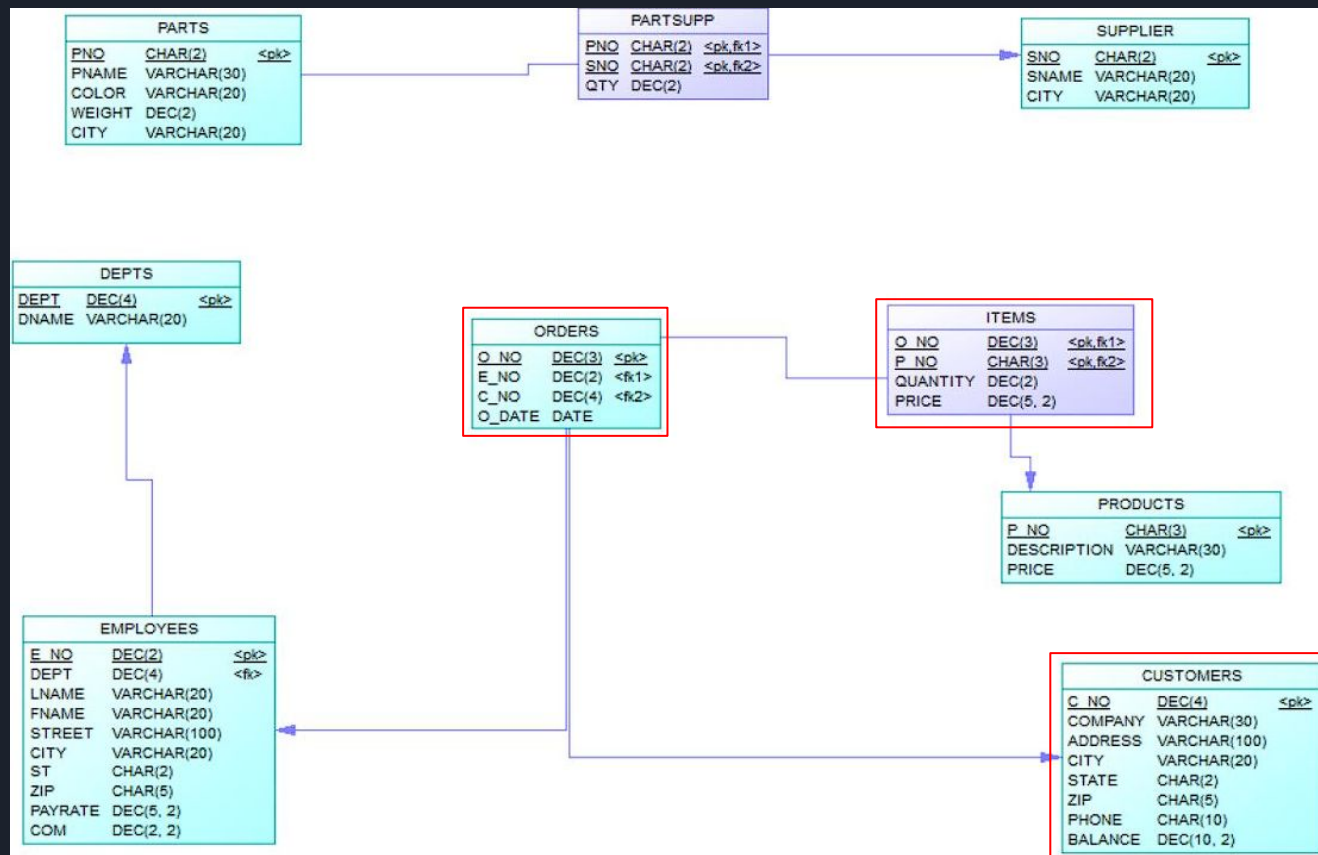 PARTS
PNO CHAR(2) <pk>
PNAME VARCHAR(30)
COLOR VARCHAR(20)
WEIGHT DEC(2)
CITY VARCHAR(20)
PARTSUPP
PNO CHAR(2) <pk,fk1>
SNO CHAR(2) <pk,fk2>
QTY DEC(2)
SUPPLIER
SNO CHAR(2) <pk>
SNAME VARCHAR(20)
CITY VARCHAR(20)
DEPTS
DEPT DEC(4) <pk>
DNAME VARCHAR(20)
ORDERS
O_NO DEC(3) <pk>
E_NO DEC(2) <fk1>
C_NO DEC(4) <fk2>
O_DATE DATE
ITEMS
O_NO DEC(3) <pk,fk1>
P_NO CHAR(3) <pk,fk2>
QUANTITY DEC(2)
PRICE DEC(5, 2)
PRODUCTS
P_NO CHAR(3) <pk>
DESCRIPTION VARCHAR(30)
PRICE DEC(5, 2)
EMPLOYEES
E_NO DEC(2) <pk>
DEPT DEC(4) <fk>
LNAME VARCHAR(20)
FNAME VARCHAR(20)
STREET VARCHAR(100)
CITY VARCHAR(20)
ST CHAR(2)
ZIP CHAR(5)
PAYRATE DEC(5, 2)
COM DEC(2, 2)
CUSTOMERS
C_NO DEC(4) <pk>
COMPANY VARCHAR(30)
ADDRESS VARCHAR(100)
CITY VARCHAR(20)
STATE CHAR(2)
ZIP CHAR(5)
PHONE CHAR(10)
BALANCE DEC(10, 2)